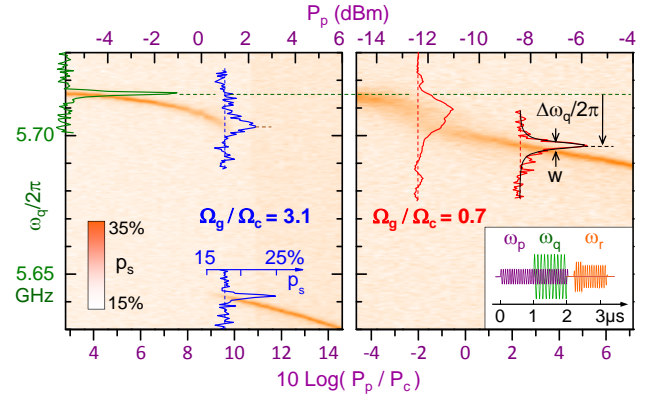 P_p (dBm)
-4 -2 0 2 4 6 -14 -12 -10 -8 -6
5.70
5.65
GHz
ω_q/2π
Δω_q/2π
w
Ω_g / Ω_c = 3.1
Ω_g / Ω_c = 0.7
35%
p_s
15%
15 25%
p_s
ω_p ω_q ω_r
0 1 2 3µs
4 6 8 10 12 14 -4 -2 0 2 4 6
10 Log( P_p / P_c )